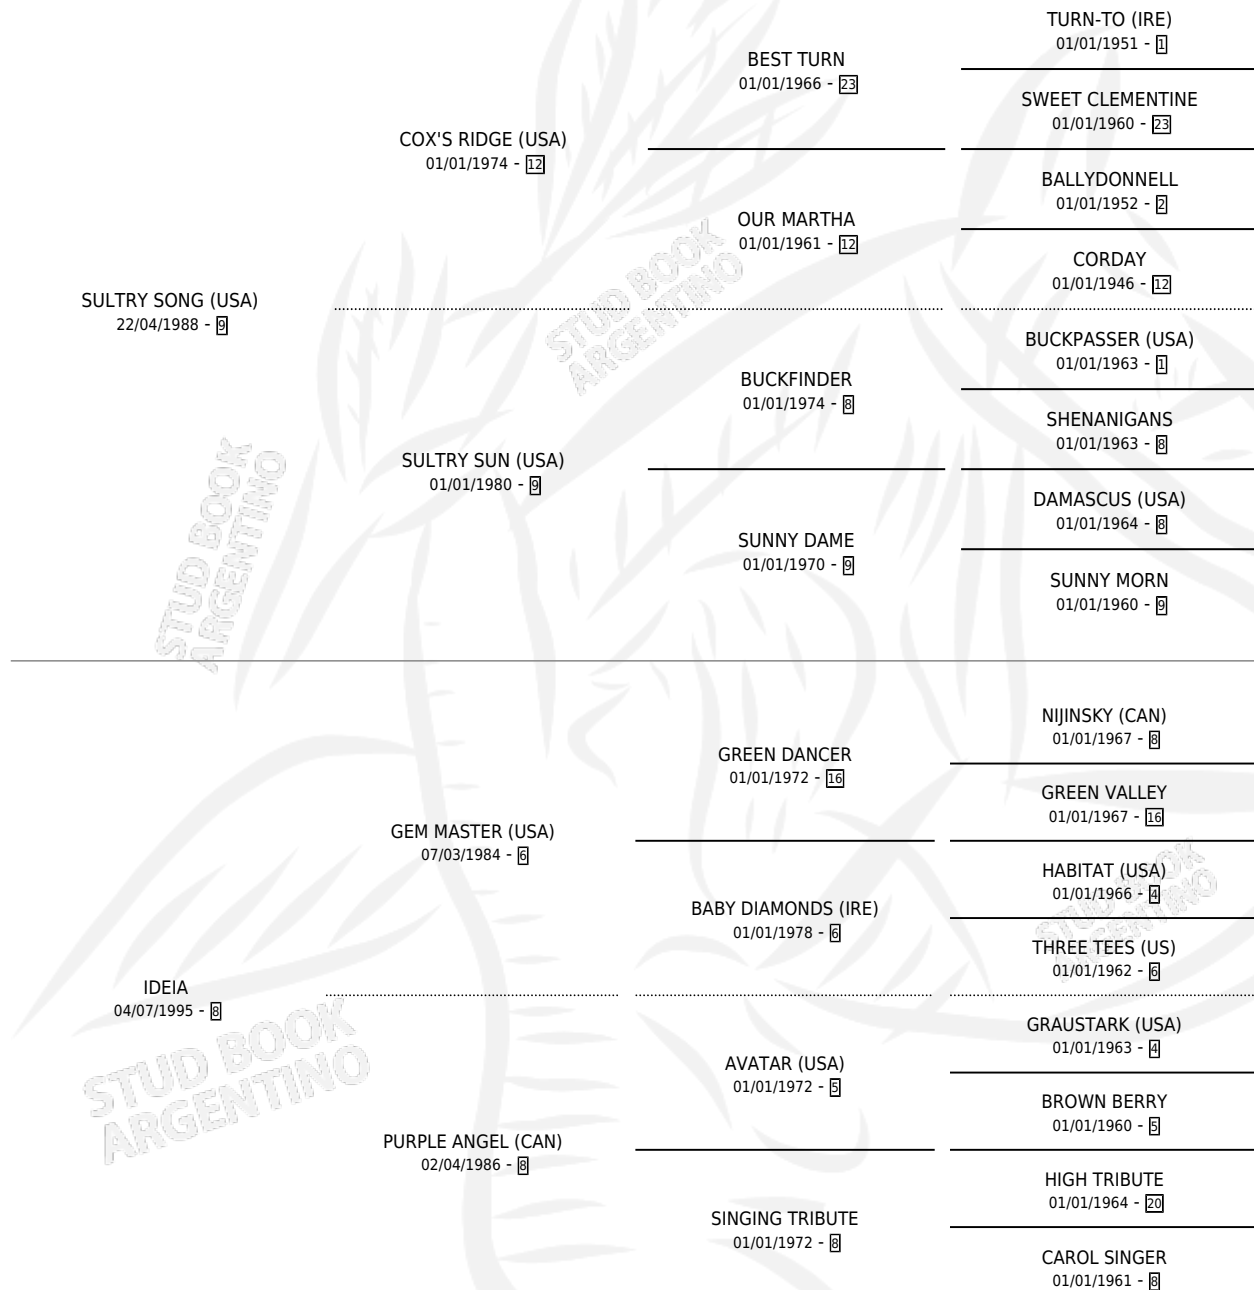 TURN-TO (IRE)
01/01/1951 - 1
BEST TURN
01/01/1966 - 23
SWEET CLEMENTINE
01/01/1960 - 23
COX'S RIDGE (USA)
01/01/1974 - 12
BALLYDONNELL
01/01/1952 - 2
OUR MARTHA
01/01/1961 - 12
CORDAY
01/01/1946 - 12
SULTRY SONG (USA)
22/04/1988 - 9
BUCKPASSER (USA)
01/01/1963 - 1
BUCKFINDER
01/01/1974 - 8
SHENANIGANS
01/01/1963 - 8
SULTRY SUN (USA)
01/01/1980 - 9
DAMASCUS (USA)
01/01/1964 - 8
SUNNY DAME
01/01/1970 - 9
SUNNY MORN
01/01/1960 - 9
STUD BOOK
ARGENTINO
STUD BOOK
ARGENTINO
NIJINSKY (CAN)
01/01/1967 - 8
GREEN DANCER
01/01/1972 - 16
GREEN VALLEY
01/01/1967 - 16
GEM MASTER (USA)
07/03/1984 - 6
HABITAT (USA)
01/01/1966 - 4
BABY DIAMONDS (IRE)
01/01/1978 - 6
THREE TEES (US)
01/01/1962 - 6
IDEIA
04/07/1995 - 8
GRAUSTARK (USA)
01/01/1963 - 4
AVATAR (USA)
01/01/1972 - 5
BROWN BERRY
01/01/1960 - 5
PURPLE ANGEL (CAN)
02/04/1986 - 8
HIGH TRIBUTE
01/01/1964 - 20
SINGING TRIBUTE
01/01/1972 - 8
CAROL SINGER
01/01/1961 - 8
STUD BOOK
ARGENTINO
STUD BOOK
ARGENTINO